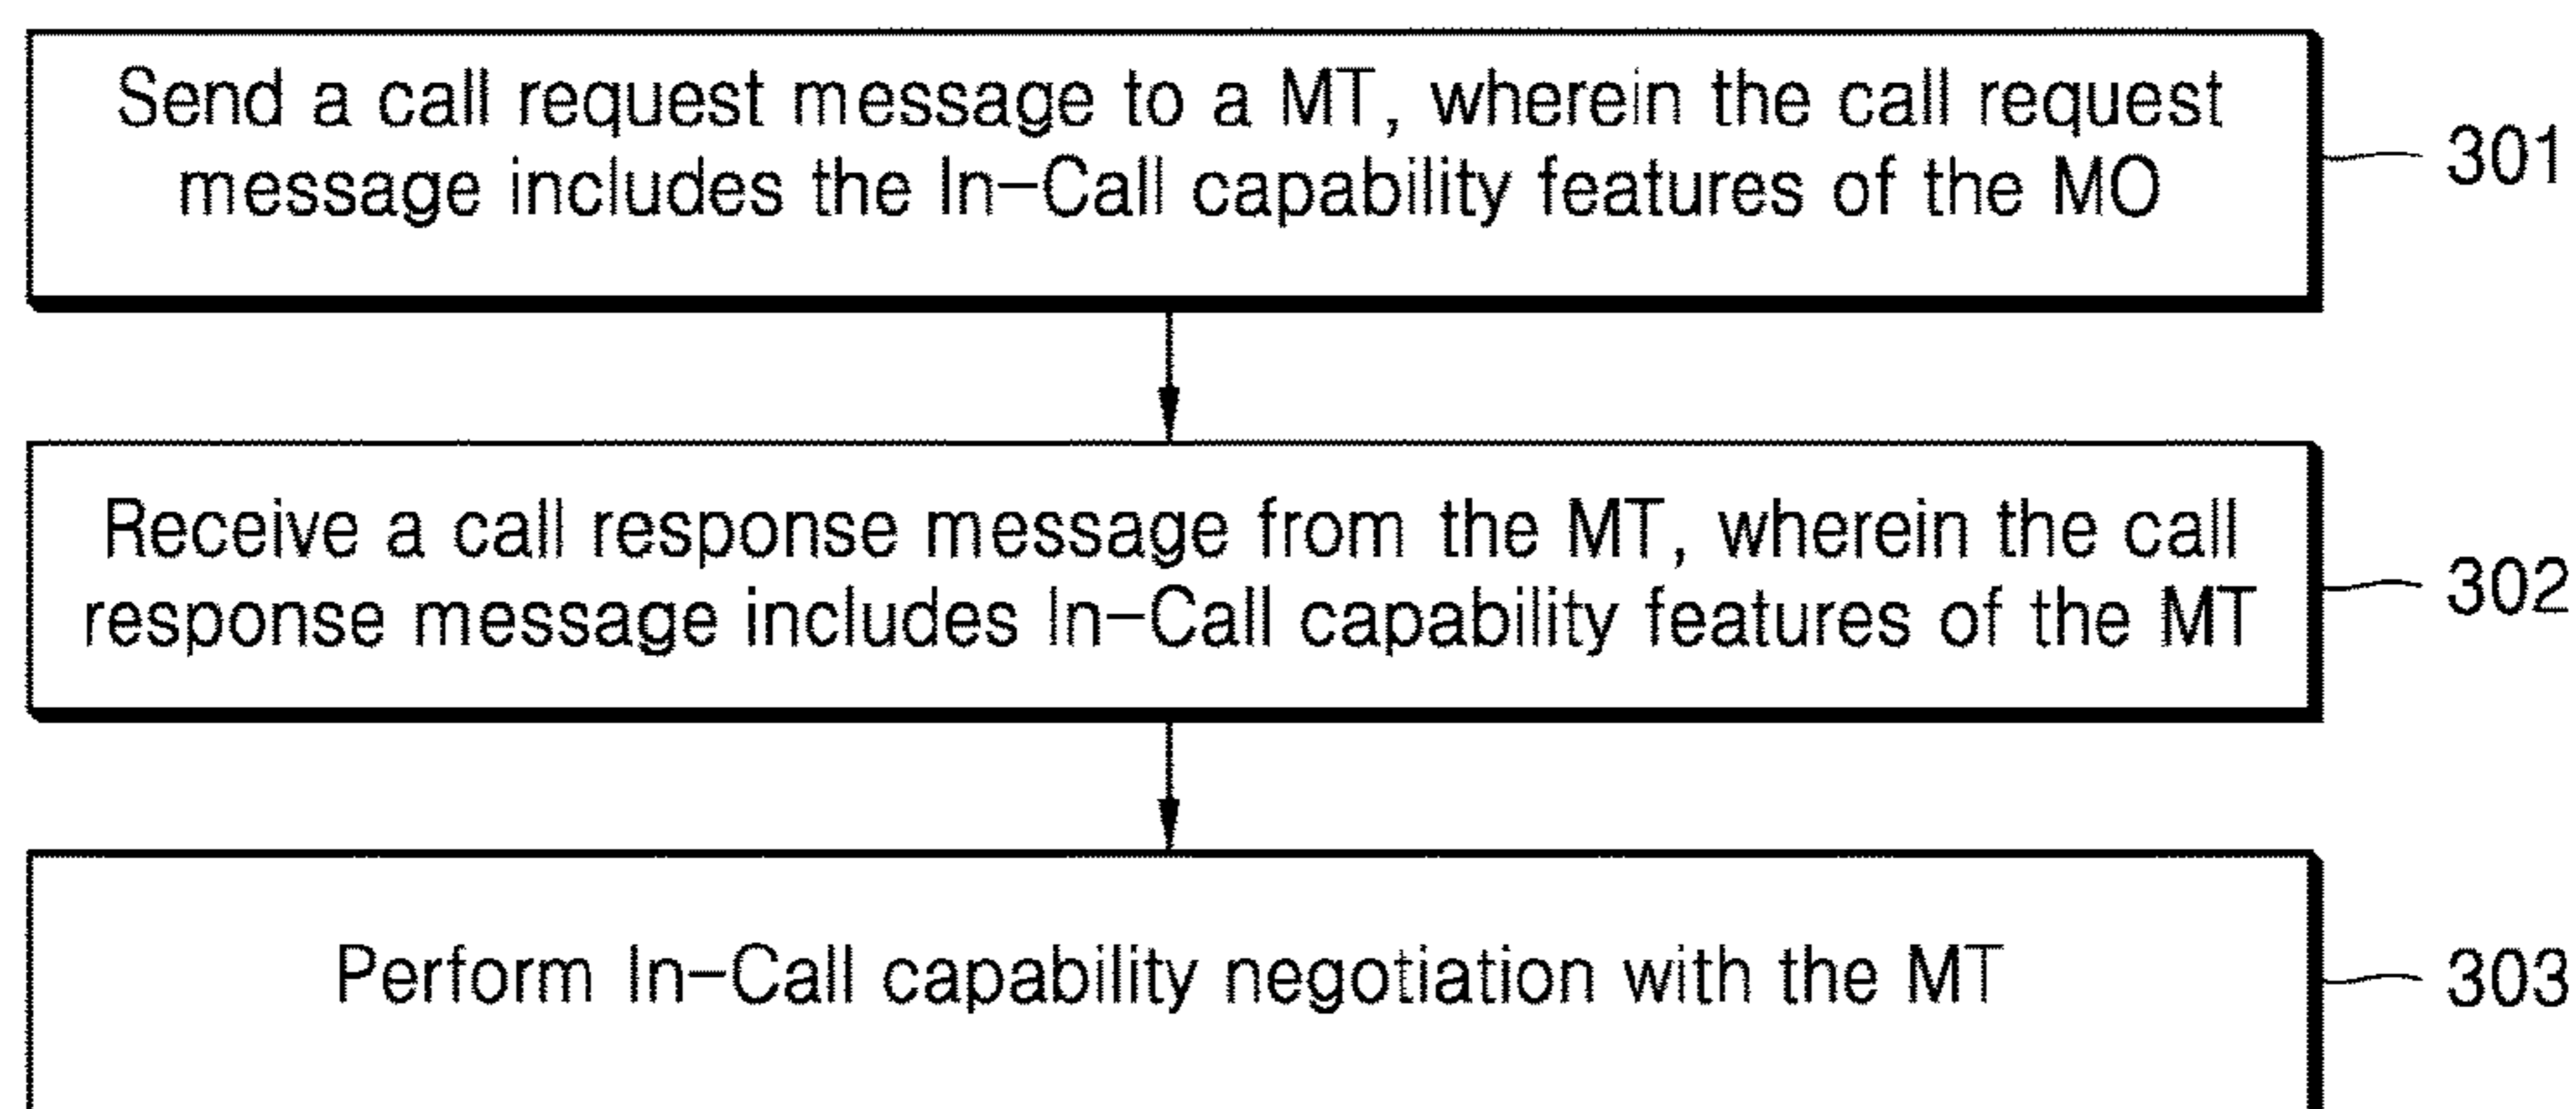 Send a call request message to a MT, wherein the call request
message includes the In-Call capability features of the MO
301
Receive a call response message from the MT, wherein the call
response message includes In-Call capability features of the MT
302
Perform In-Call capability negotiation with the MT
303